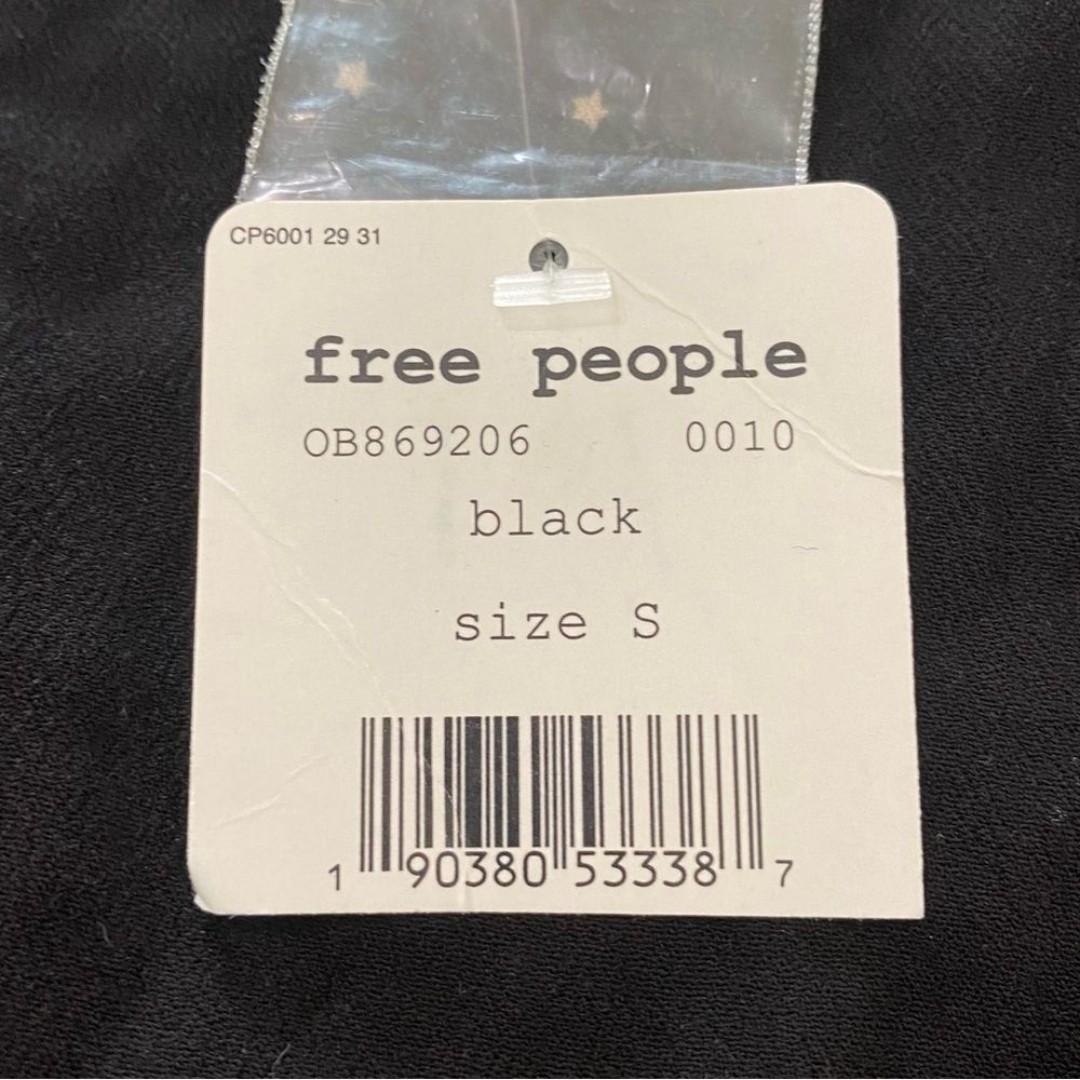 CP6001 29 31
free people
OB869206 0010
black
size S
1 90380 53338 7